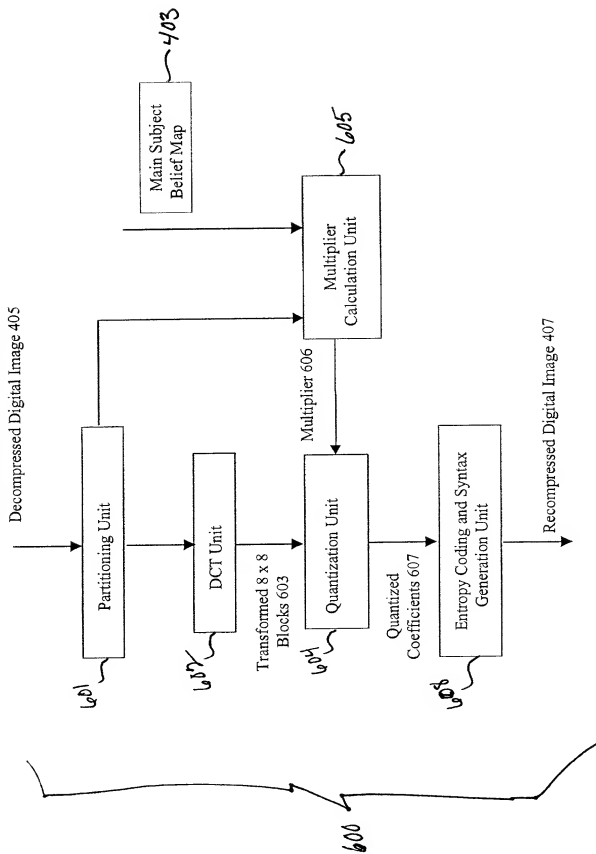 Decompressed Digital Image 405
Main Subject
Belief Map
403
Partitioning Unit
601
DCT Unit
602
Transformed 8 x 8
Blocks 603
Multiplier
Calculation Unit
605
Multiplier 606
Quantization Unit
604
Quantized
Coefficients 607
Entropy Coding and Syntax
Generation Unit
608
Recompressed Digital Image 407
600